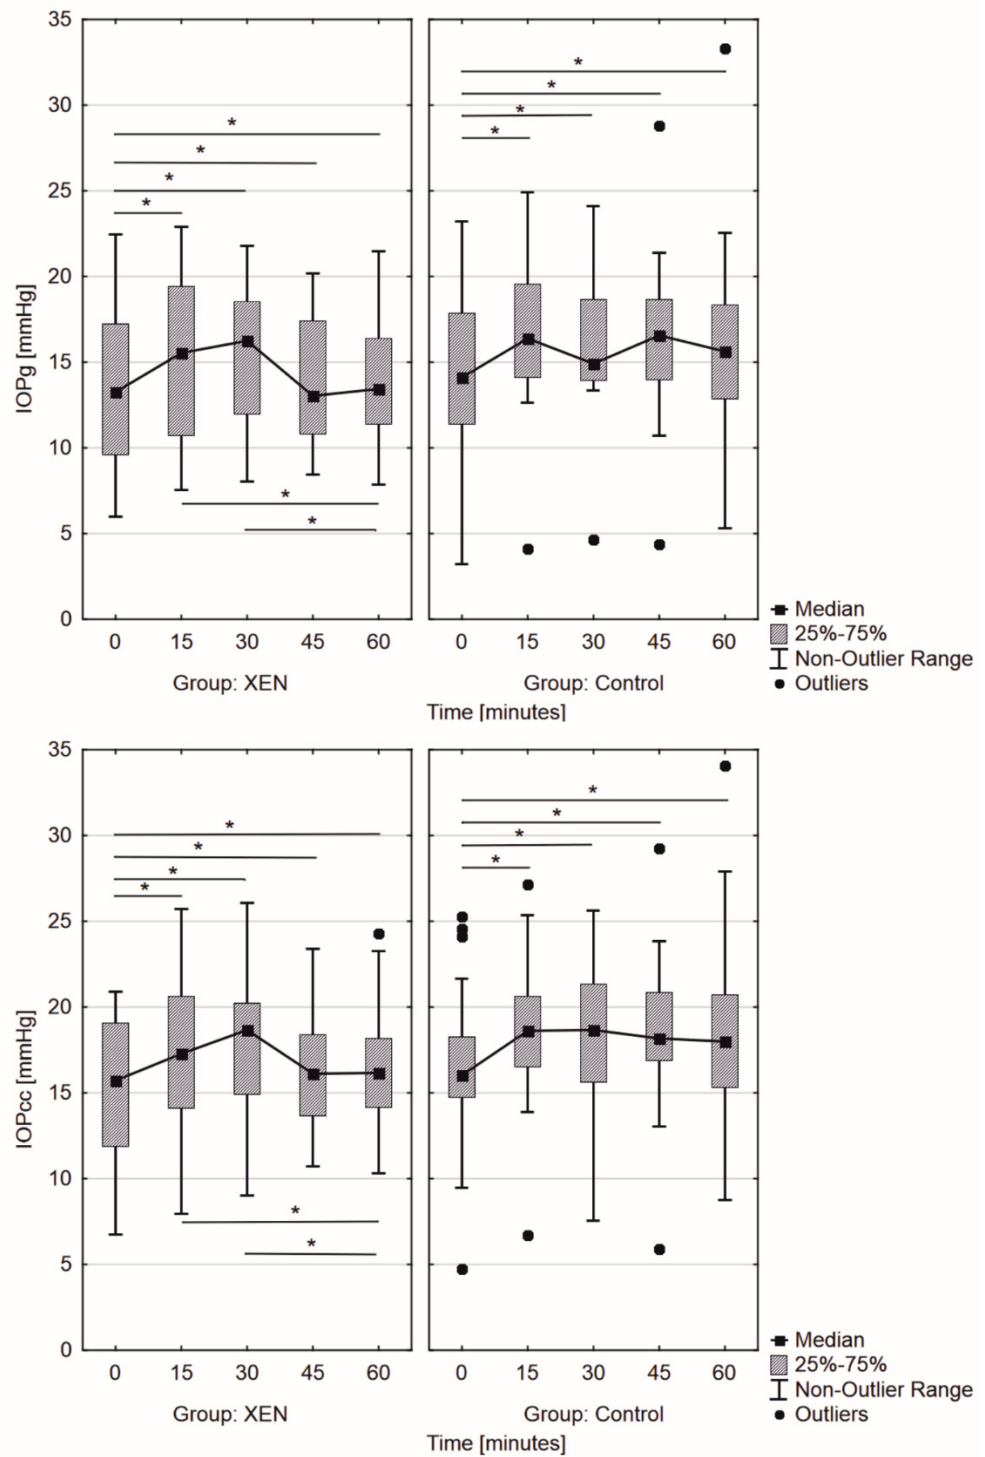 35
30
25
20
15
10
5
0
IOPg [mmHg]
* * * *
* *
* * * *
0 15 30 45 60
0 15 30 45 60
Group: XEN
Group: Control
Time [minutes]
Median
25%-75%
Non-Outlier Range
Outliers
35
30
25
20
15
10
5
0
IOPcc [mmHg]
* * * *
* *
* * * *
0 15 30 45 60
0 15 30 45 60
Group: XEN
Group: Control
Time [minutes]
Median
25%-75%
Non-Outlier Range
Outliers